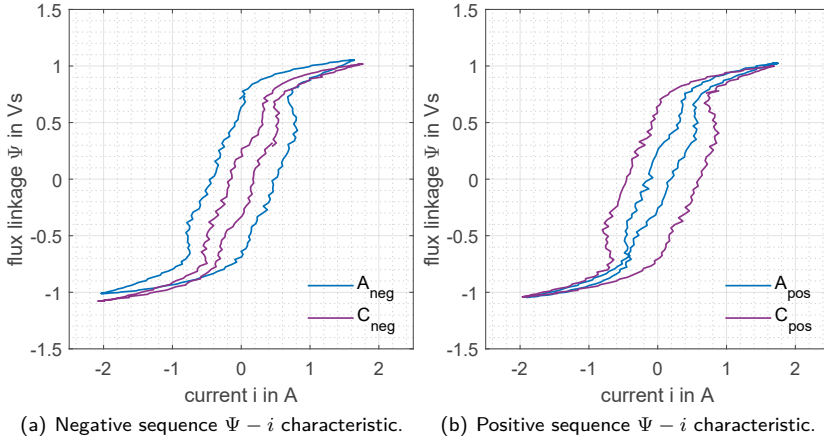 1.5
1
0.5
0
-0.5
-1
-1.5
flux linkage Ψ in Vs
A_neg
C_neg
-2 -1 0 1 2
current i in A
(a) Negative sequence Ψ − i characteristic.
1.5
1
0.5
0
-0.5
-1
-1.5
flux linkage Ψ in Vs
A_pos
C_pos
-2 -1 0 1 2
current i in A
(b) Positive sequence Ψ − i characteristic.